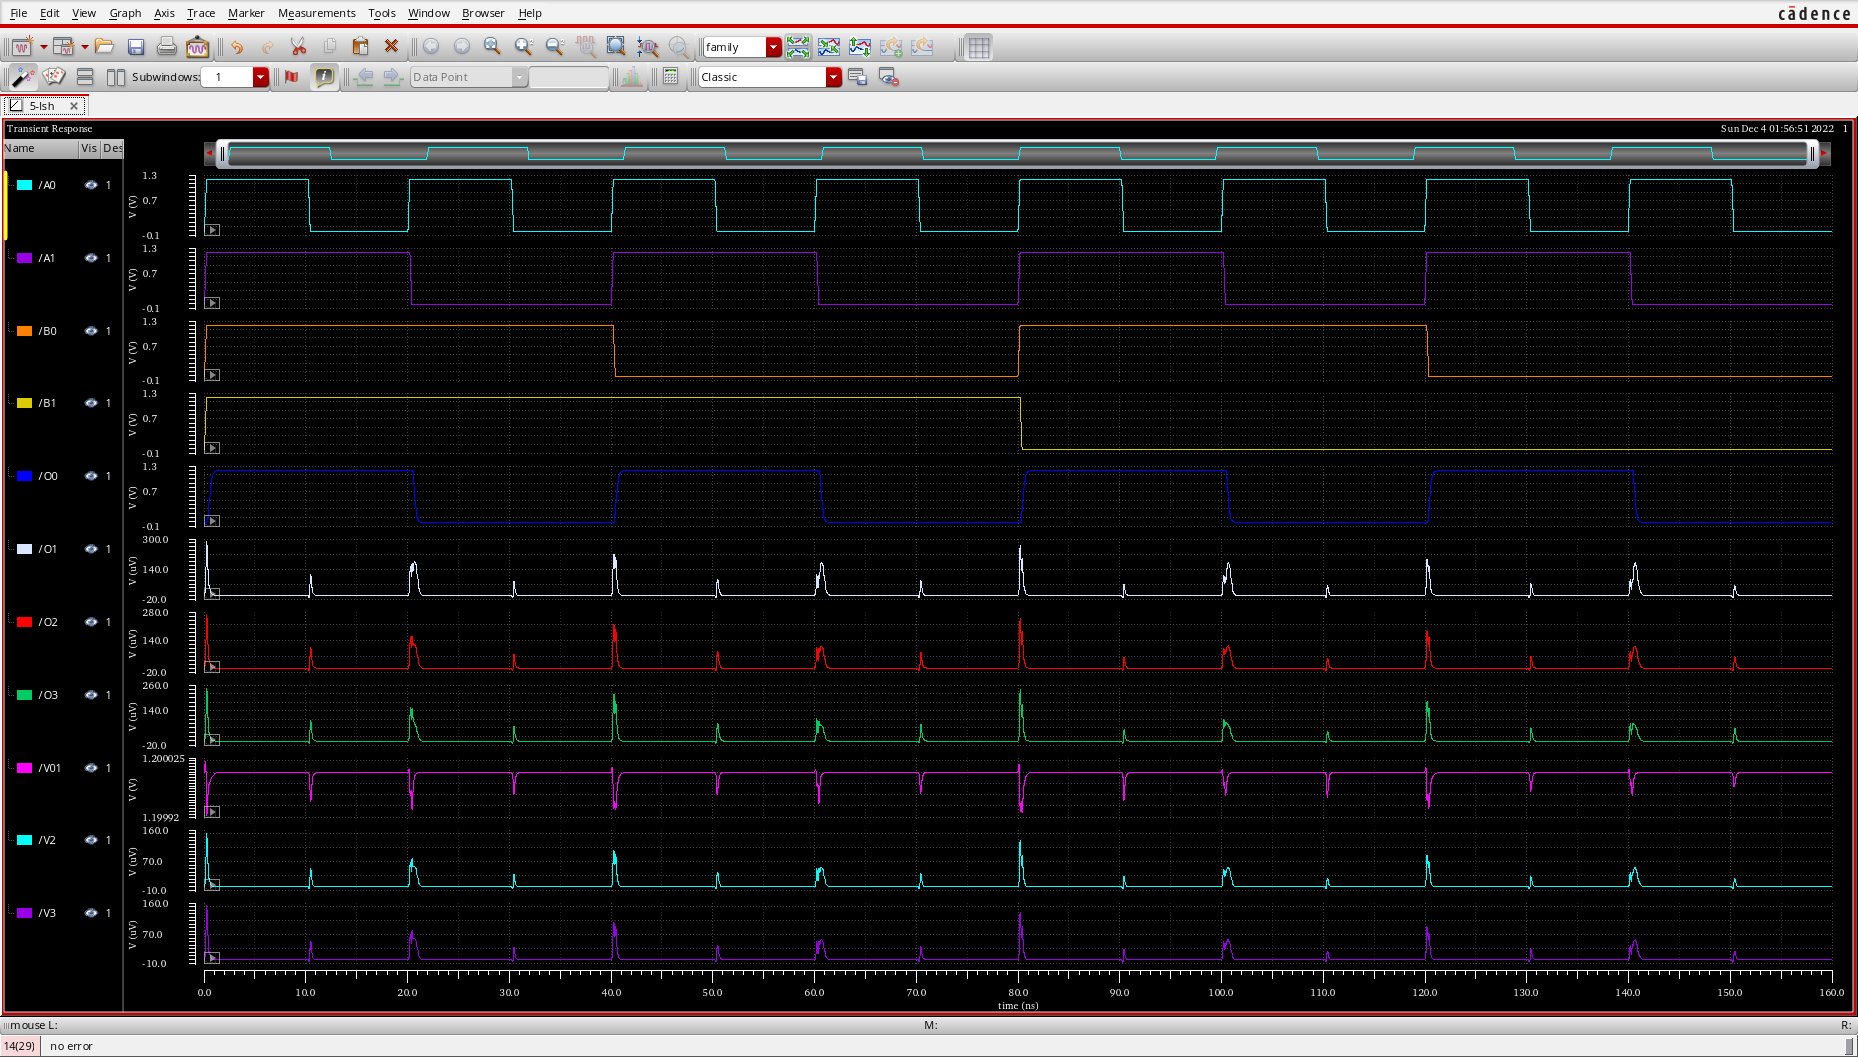 File Edit View Graph Axis Trace Marker Measurements Tools Window Browser Help
cādence
family
Subwindows: 1
Data Point
Classic
5-lsh
Transient Response
Sun Dec 4 01:56:51 2022 1
Name Vis Des
/A0 1
V (V)
1.3
0.7
-0.1
/A1 1
V (V)
1.3
0.7
-0.1
/B0 1
V (V)
1.3
0.7
-0.1
/B1 1
V (V)
1.3
0.7
-0.1
/O0 1
V (V)
1.3
0.7
-0.1
/O1 1
V (uV)
300.0
140.0
-20.0
/O2 1
V (uV)
280.0
140.0
-20.0
/O3 1
V (uV)
260.0
140.0
-20.0
/V01 1
V (V)
1.200025
1.19992
/V2 1
V (uV)
160.0
70.0
-10.0
/V3 1
V (uV)
160.0
70.0
-10.0
0.0 10.0 20.0 30.0 40.0 50.0 60.0 70.0 80.0 90.0 100.0 110.0 120.0 130.0 140.0 150.0 160.0
time (ns)
mouse L: M: R:
14(29) no error